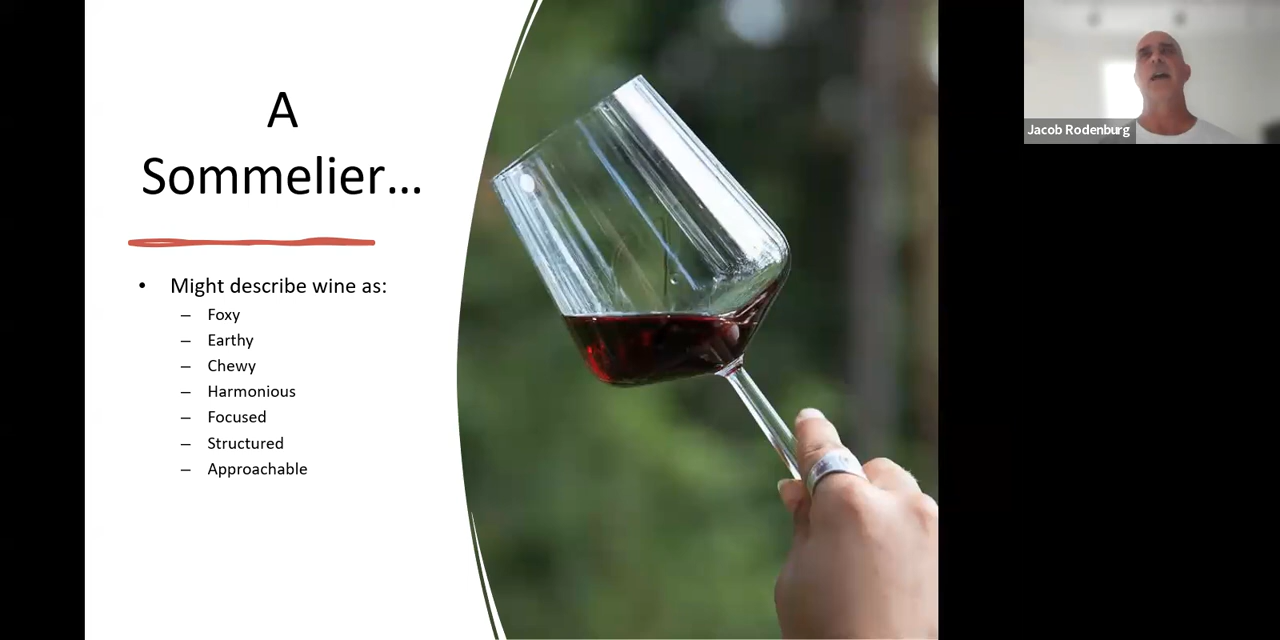 A
Sommelier…
• Might describe wine as:
– Foxy
– Earthy
– Chewy
– Harmonious
– Focused
– Structured
– Approachable
Jacob Rodenburg